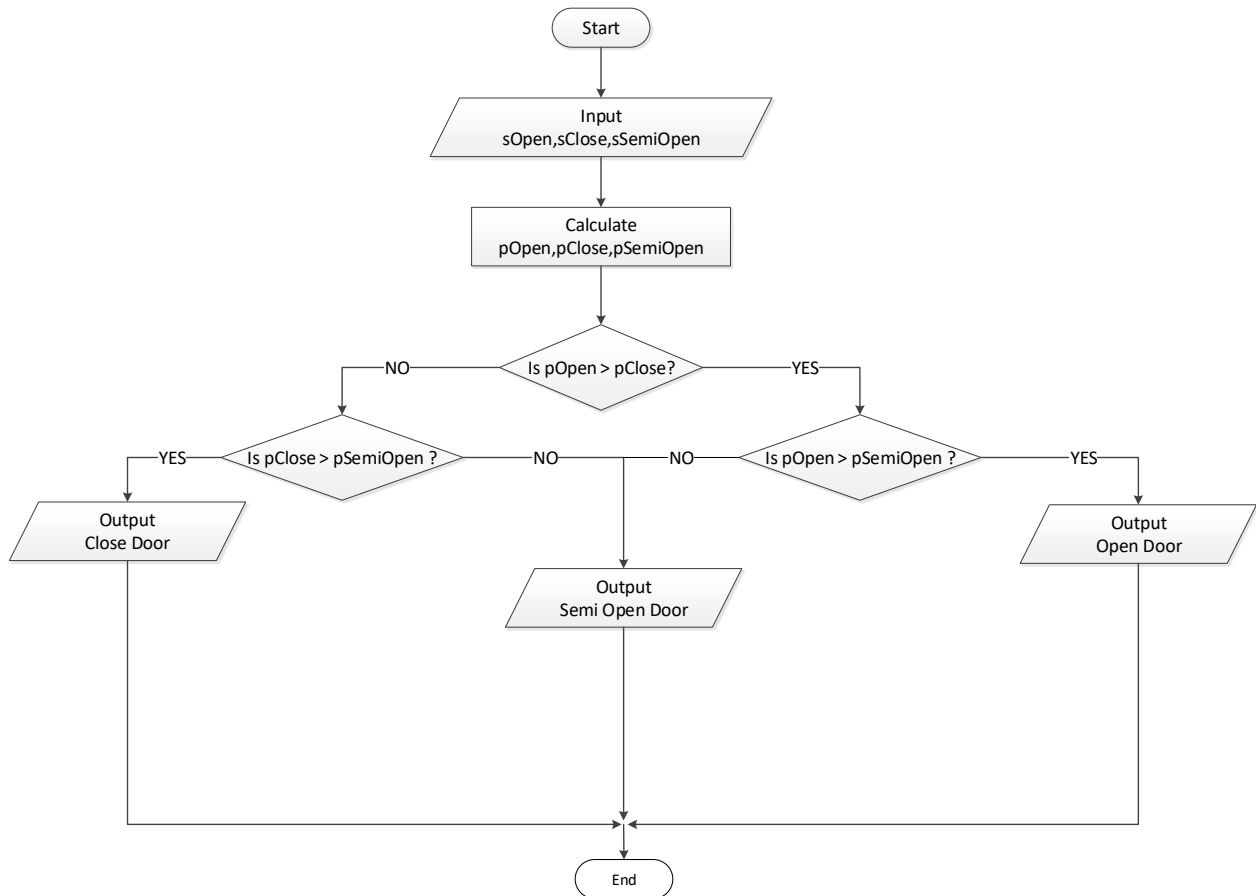 Start
Input
sOpen,sClose,sSemiOpen
Calculate
pOpen,pClose,pSemiOpen
Is pOpen > pClose?
NO
YES
Is pClose > pSemiOpen ?
Is pOpen > pSemiOpen ?
YES
NO
NO
YES
Output
Close Door
Output
Semi Open Door
Output
Open Door
End